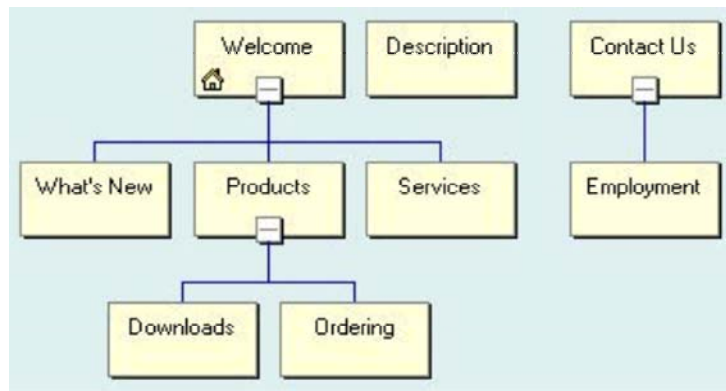 Welcome
Description
Contact Us
What's New
Products
Services
Employment
Downloads
Ordering